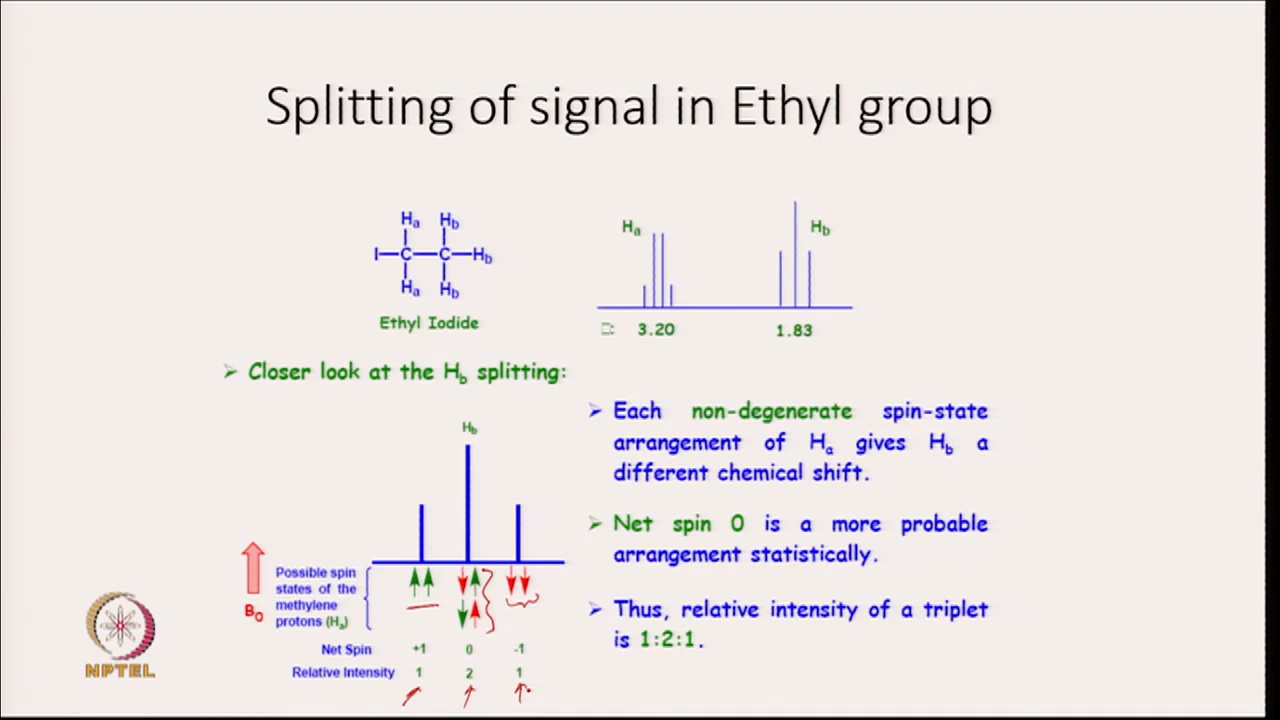 Splitting of signal in Ethyl group
Ha Hb
I—C—C—Hb
Ha Hb
Ethyl Iodide
Ha Hb
3.20 1.83
➢ Closer look at the Hb splitting:
Hb
B0
Possible spin
states of the
methylene
protons (Ha)
Net Spin +1 0 -1
Relative Intensity 1 2 1
➢ Each non-degenerate spin-state
arrangement of Ha gives Hb a
different chemical shift.
➢ Net spin 0 is a more probable
arrangement statistically.
➢ Thus, relative intensity of a triplet
is 1:2:1.
NPTEL